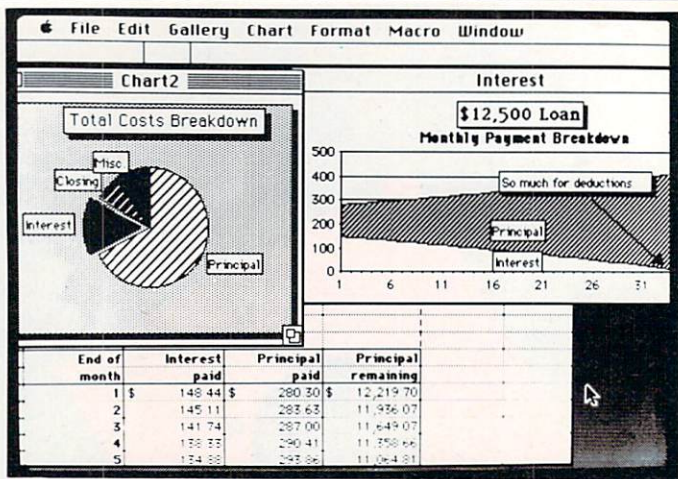 File Edit Gallery Chart Format Macro Window
Chart2
Total Costs Breakdown
Misc.
Closing
Interest
Principal
Interest
$12,500 Loan
Monthly Payment Breakdown
500
400
300
200
100
0
So much for deductions
Principal
Interest
1 6 11 16 21 26 31
End of Interest Principal Principal
month paid paid remaining
1 $ 148.44 $ 280.30 $ 12,219.70
2 145.11 283.63 11,936.07
3 141.74 287.00 11,649.07
4 138.33 290.41 11,358.66
5 134.88 293.86 11,064.81